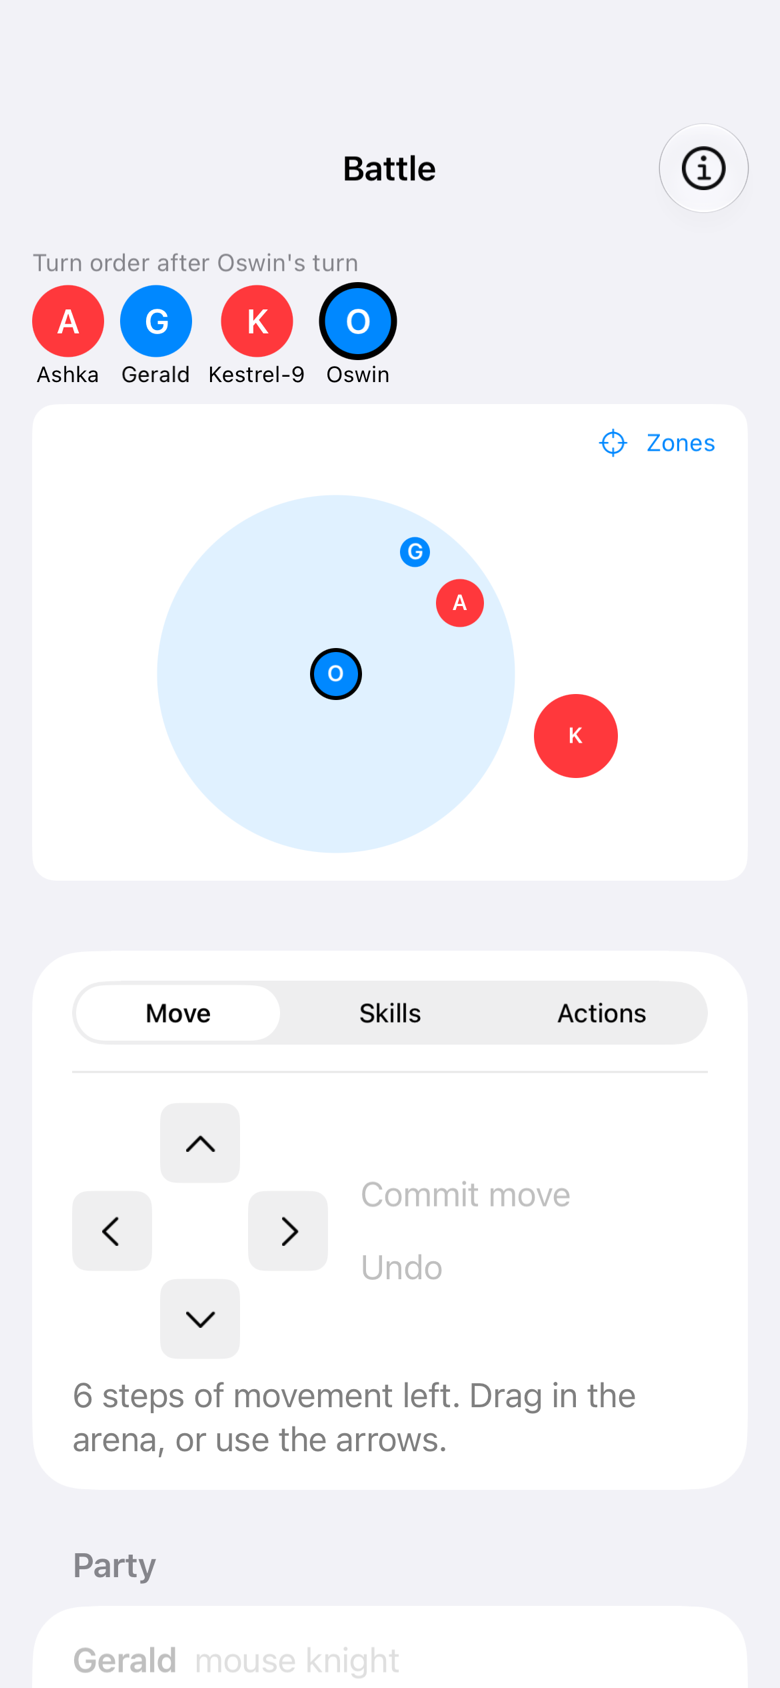 Battle
Turn order after Oswin's turn
A G K O
Ashka Gerald Kestrel-9 Oswin
Zones
G
A
O
K
Move Skills Actions
Commit move
Undo
6 steps of movement left. Drag in the
arena, or use the arrows.
Party
Gerald mouse knight